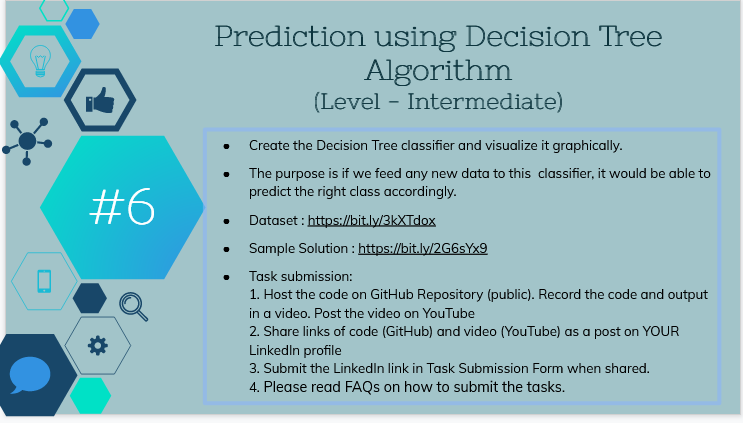 Prediction using Decision Tree
Algorithm
(Level - Intermediate)
#6
● Create the Decision Tree classifier and visualize it graphically.
● The purpose is if we feed any new data to this classifier, it would be able to
predict the right class accordingly.
● Dataset : https://bit.ly/3kXTdox
● Sample Solution : https://bit.ly/2G6sYx9
● Task submission:
1. Host the code on GitHub Repository (public). Record the code and output
in a video. Post the video on YouTube
2. Share links of code (GitHub) and video (YouTube) as a post on YOUR
LinkedIn profile
3. Submit the LinkedIn link in Task Submission Form when shared.
4. Please read FAQs on how to submit the tasks.